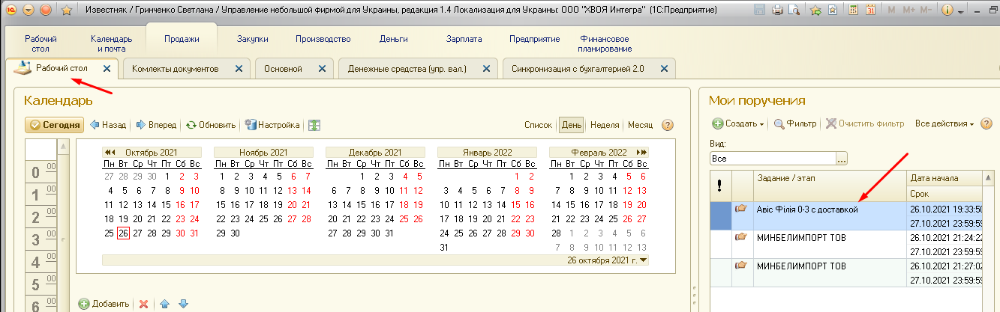 Известняк / Гринченко Светлана / Управление небольшой фирмой для Украины, редакция 1.4 Локализация для Украины: ООО "ХВОЯ Интегра" (1С:Предприятие)
M M+ M-
Рабочий стол
Календарь и почта
Продажи
Закупки
Производство
Деньги
Зарплата
Предприятие
Финансовое планирование
Рабочий стол
Комлекты документов
Основной
Денежные средства (упр. вал.)
Синхронизация с бухгалтерией 2.0
Календарь
Сегодня Назад Вперед Обновить Настройка Список День Неделя Месяц
0 00
1 00
2 00
3 00
4 00
5 00
6 00
Октябрь 2021
Пн Вт Ср Чт Пт Сб Вс
27 28 29 30 1 2 3
4 5 6 7 8 9 10
11 12 13 14 15 16 17
18 19 20 21 22 23 24
25 26 27 28 29 30 31
Ноябрь 2021
Пн Вт Ср Чт Пт Сб Вс
1 2 3 4 5 6 7
8 9 10 11 12 13 14
15 16 17 18 19 20 21
22 23 24 25 26 27 28
29 30
Декабрь 2021
Пн Вт Ср Чт Пт Сб Вс
1 2 3 4 5
6 7 8 9 10 11 12
13 14 15 16 17 18 19
20 21 22 23 24 25 26
27 28 29 30 31
Январь 2022
Пн Вт Ср Чт Пт Сб Вс
1 2
3 4 5 6 7 8 9
10 11 12 13 14 15 16
17 18 19 20 21 22 23
24 25 26 27 28 29 30
31
Февраль 2022
Пн Вт Ср Чт Пт Сб Вс
1 2 3 4 5 6
7 8 9 10 11 12 13
14 15 16 17 18 19 20
21 22 23 24 25 26 27
28 1 2 3 4 5 6
7 8 9 10 11 12 13
26 октября 2021 г.
Добавить
Мои поручения
Создать Фильтр Очистить фильтр Все действия
Вид:
Все
! Задание / этап Дата начала
Срок
Авіс Філія 0-3 с доставкой 26.10.2021 19:33:50
27.10.2021 23:59:59
МИНБЕЛИМПОРТ ТОВ 26.10.2021 21:24:22
27.10.2021 23:59:59
МИНБЕЛИМПОРТ ТОВ 26.10.2021 21:27:02
27.10.2021 23:59:59